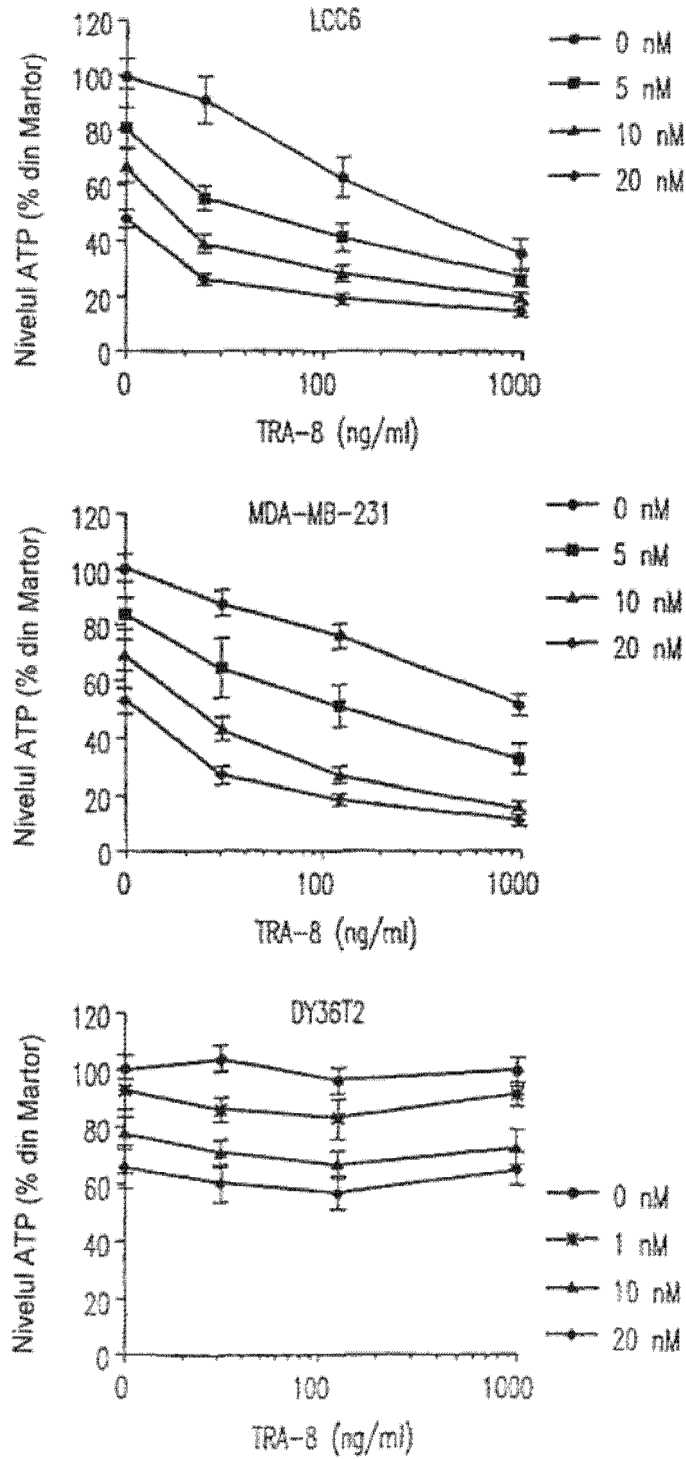 LCC6
Nivelul ATP (% din Martor)
120
100
80
60
40
20
0
0 100 1000
TRA-8 (ng/ml)
0 nM
5 nM
10 nM
20 nM
MDA-MB-231
Nivelul ATP (% din Martor)
120
100
80
60
40
20
0
0 100 1000
TRA-8 (ng/ml)
0 nM
5 nM
10 nM
20 nM
DY36T2
Nivelul ATP (% din Martor)
120
100
80
60
40
20
0
0 100 1000
TRA-8 (ng/ml)
0 nM
1 nM
10 nM
20 nM